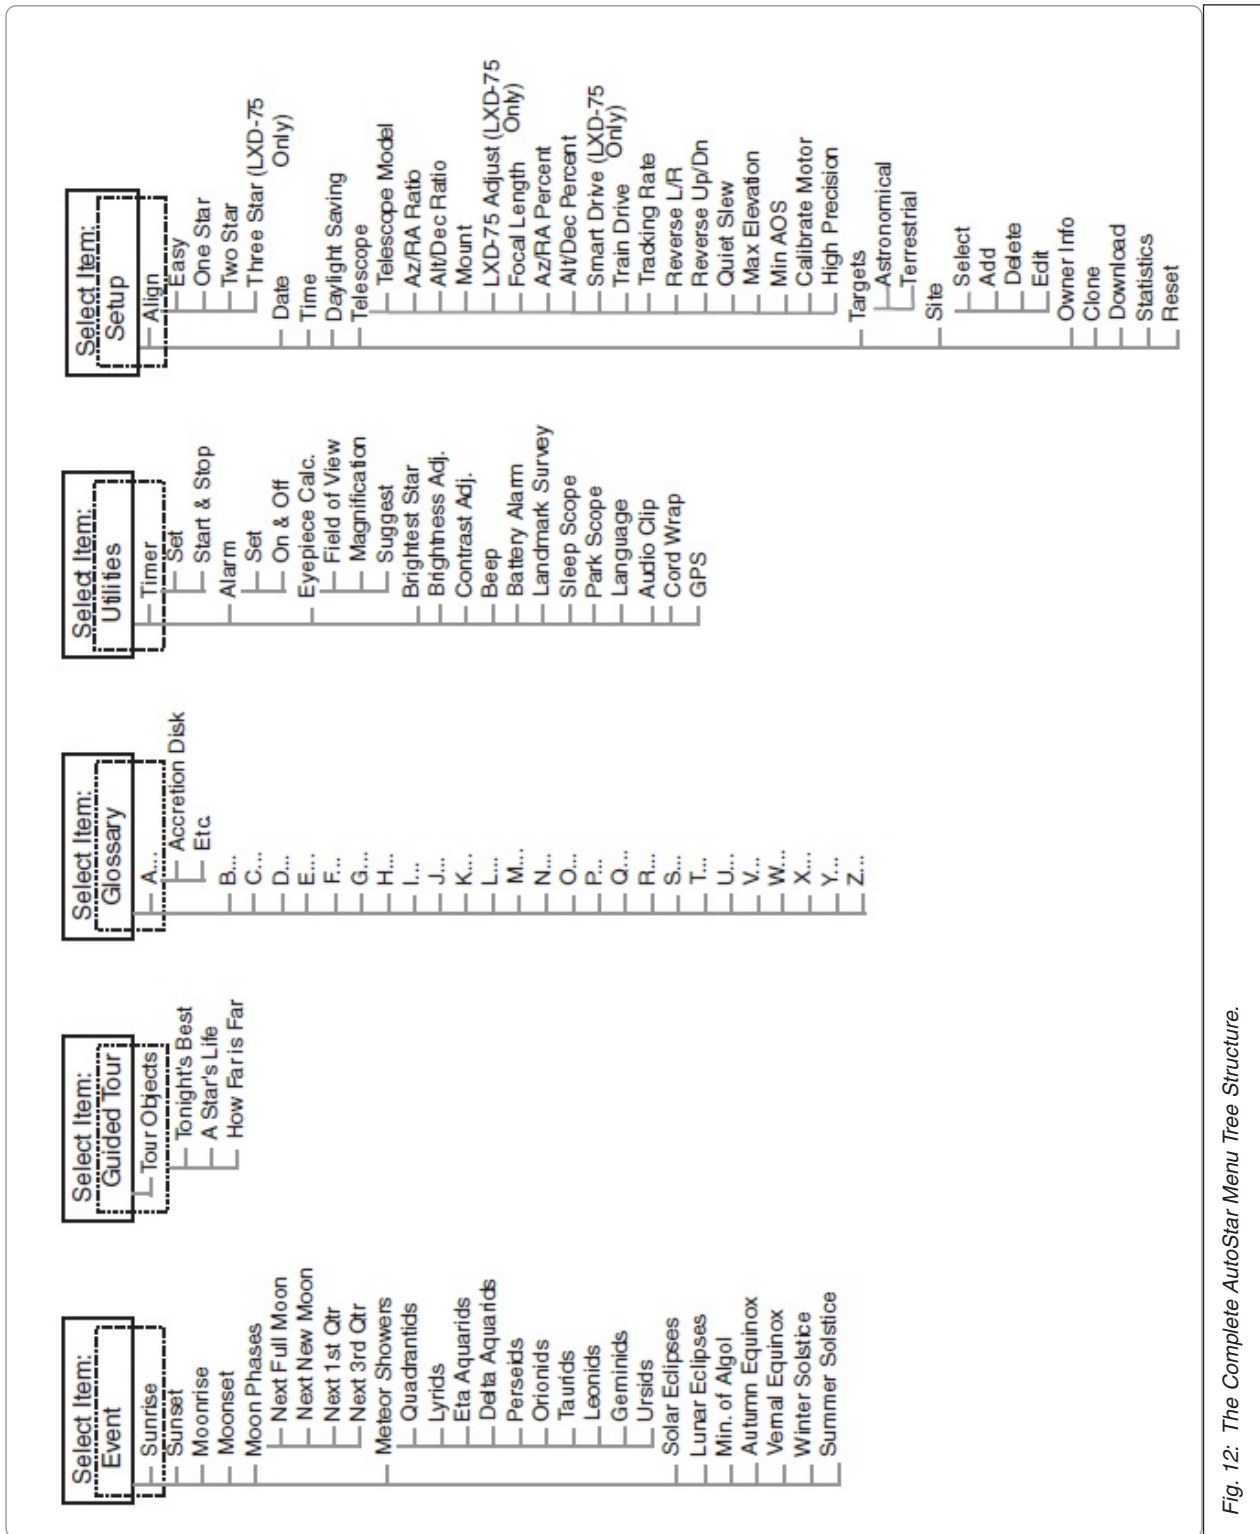 Select Item:
Event
Sunrise
Sunset
Moonrise
Moonset
Moon Phases
Next Full Moon
Next New Moon
Next 1st Qtr
Next 3rd Qtr
Meteor Showers
Quadrantids
Lyrids
Eta Aquarids
Delta Aquarids
Perseids
Orionids
Taurids
Leonids
Geminids
Ursids
Solar Eclipses
Lunar Eclipses
Min. of Algol
Autumn Equinox
Vernal Equinox
Winter Solstice
Summer Solstice
Select Item:
Guided Tour
Tour Objects
Tonight's Best
A Star's Life
How Far is Far
Select Item:
Glossary
A...
Accretion Disk
Etc.
B...
C...
D...
E...
F...
G...
H...
I...
J...
K...
L...
M...
N...
O...
P...
Q...
R...
S...
T...
U...
V...
W...
X...
Y...
Z...
Select Item:
Utilities
Timer
Set
Start & Stop
Alarm
Set
On & Off
Eyepiece Calc.
Field of View
Magnification
Suggest
Brightest Star
Brightness Adj.
Contrast Adj.
Beep
Battery Alarm
Landmark Survey
Sleep Scope
Park Scope
Language
Audio Clip
Cord Wrap
GPS
Select Item:
Setup
Align
Easy
One Star
Two Star
Three Star (LXD-75
Only)
Date
Time
Daylight Saving
Telescope
Telescope Model
Az/RA Ratio
Alt/Dec Ratio
Mount
LXD-75 Adjust (LXD-75
Only)
Focal Length
Az/RA Percent
Alt/Dec Percent
Smart Drive (LXD-75
Only)
Train Drive
Tracking Rate
Reverse L/R
Reverse Up/Dn
Quiet Slew
Max Elevation
Min AOS
Calibrate Motor
High Precision
Targets
Astronomical
Terrestrial
Site
Select
Add
Delete
Edit
Owner Info
Clone
Download
Statistics
Reset
Fig. 12: The Complete AutoStar Menu Tree Structure.